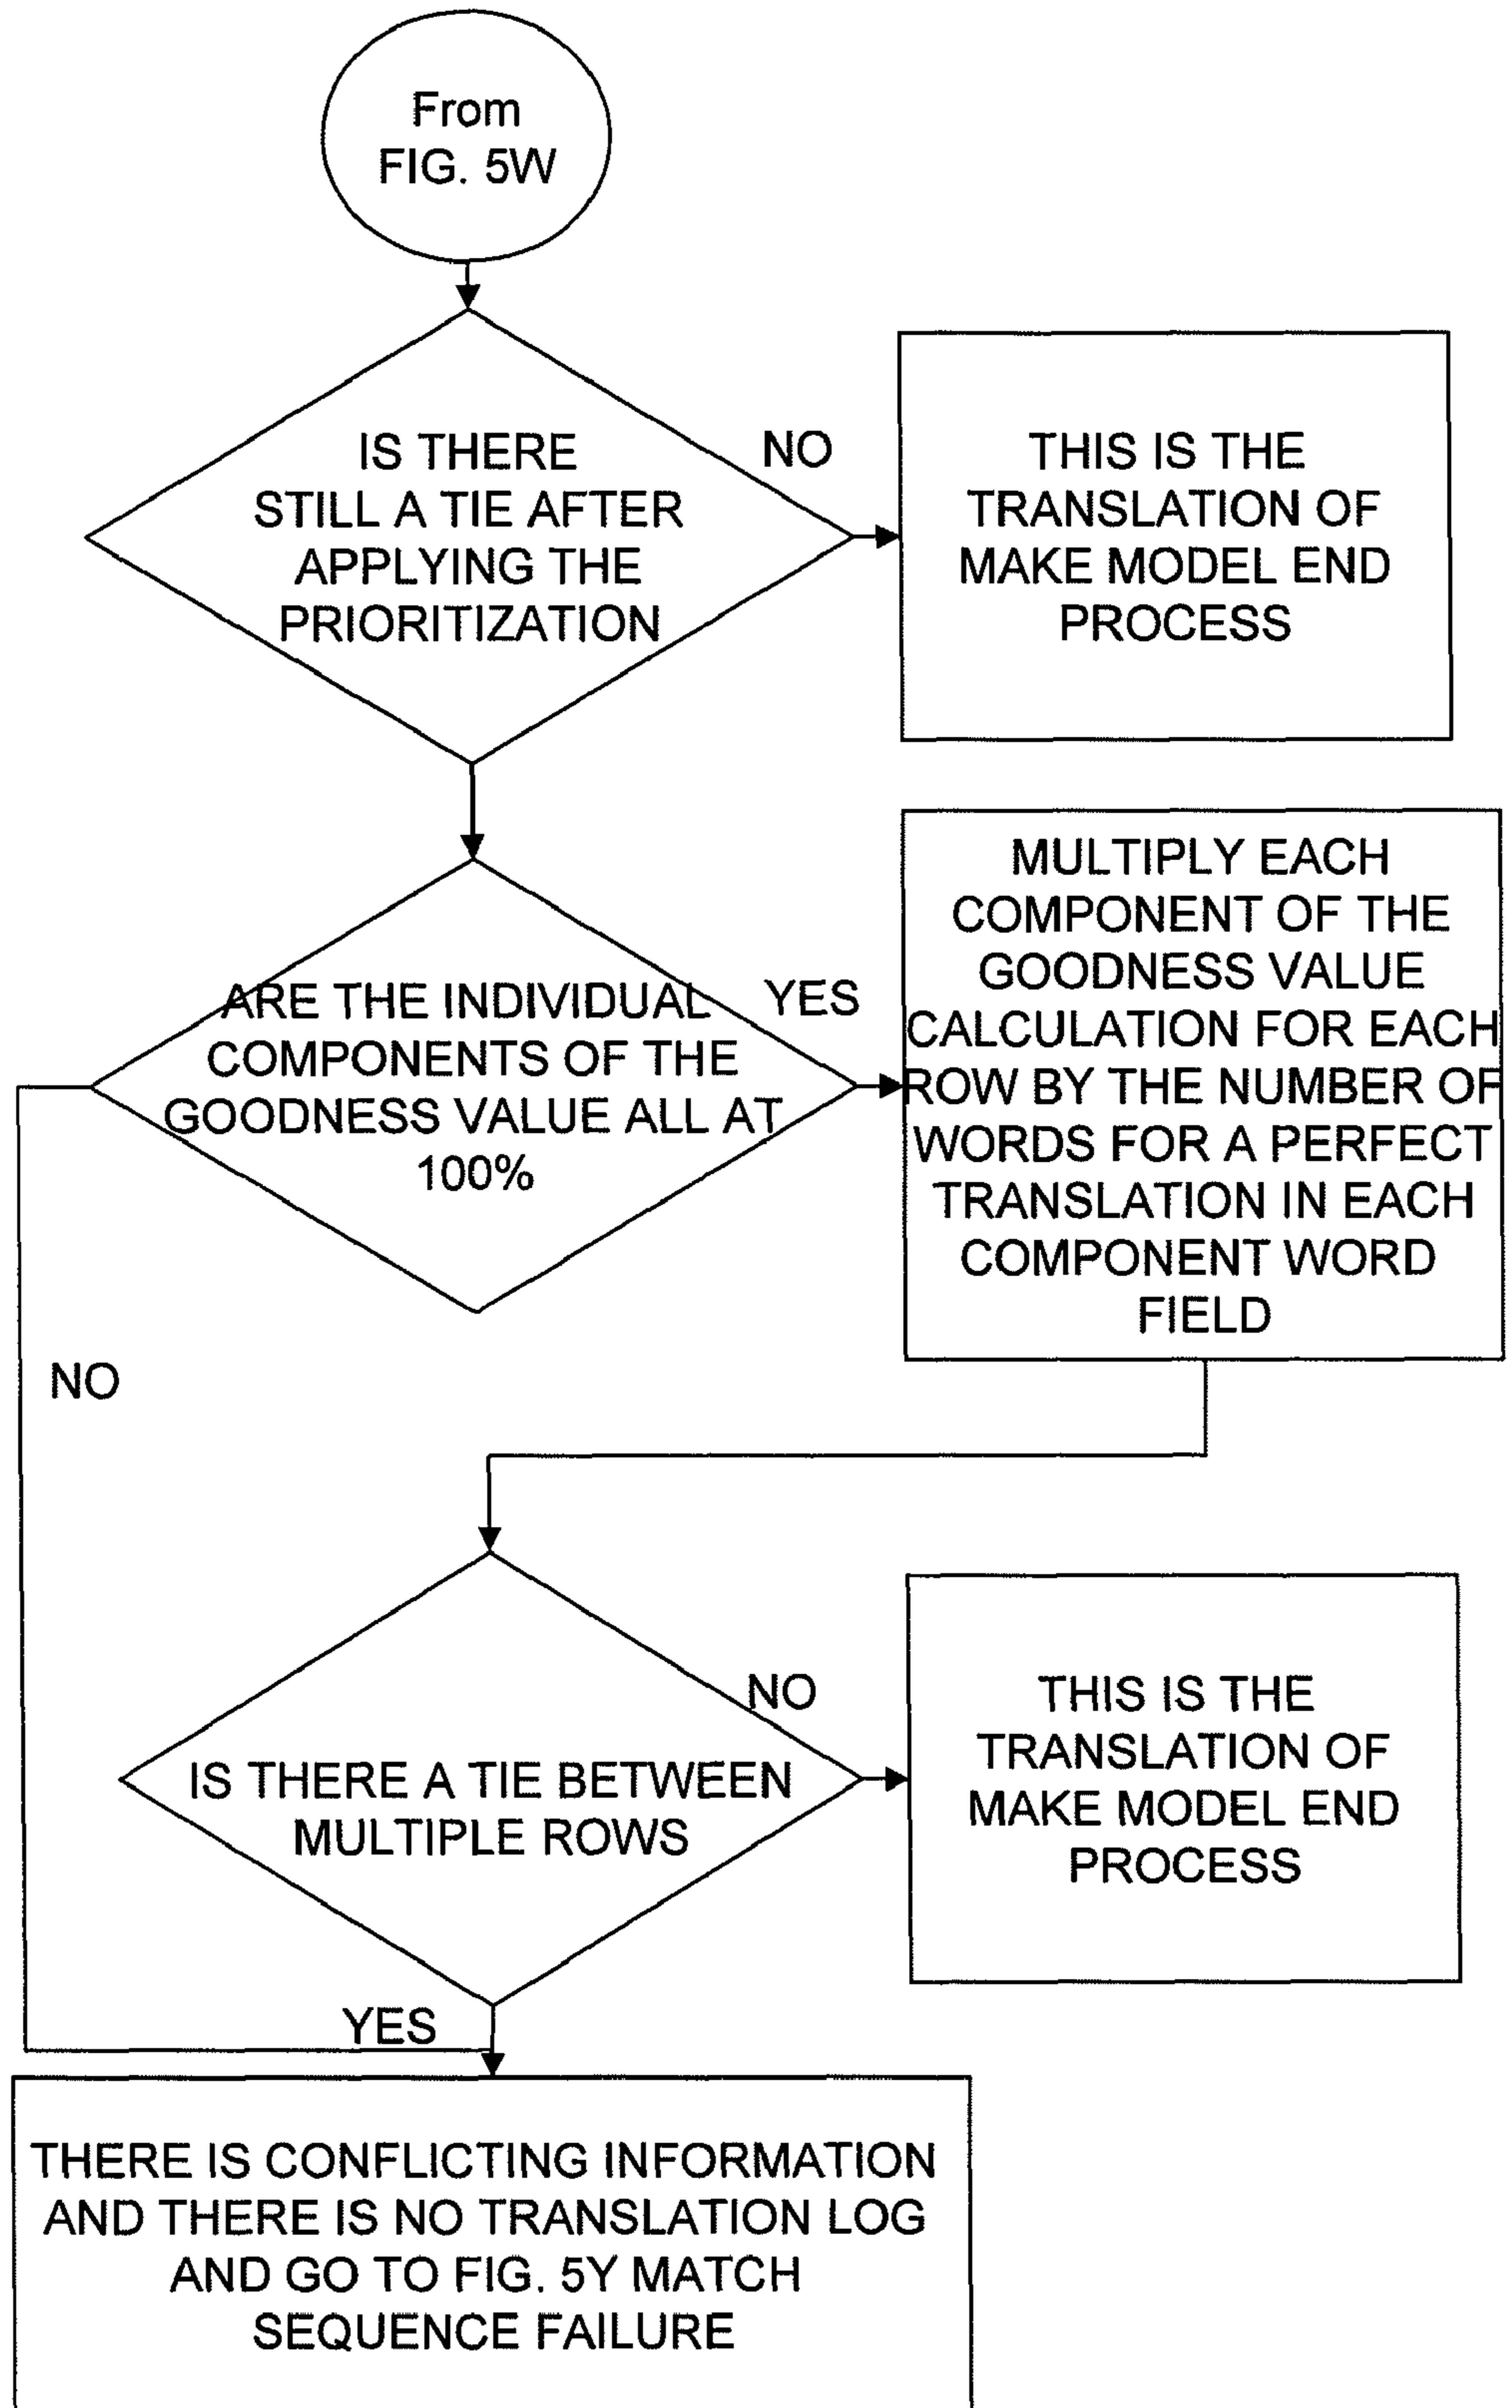 From
FIG. 5W
IS THERE
STILL A TIE AFTER
APPLYING THE
PRIORITIZATION
NO
THIS IS THE
TRANSLATION OF
MAKE MODEL END
PROCESS
ARE THE INDIVIDUAL
COMPONENTS OF THE
GOODNESS VALUE ALL AT
100%
YES
MULTIPLY EACH
COMPONENT OF THE
GOODNESS VALUE
CALCULATION FOR EACH
ROW BY THE NUMBER OF
WORDS FOR A PERFECT
TRANSLATION IN EACH
COMPONENT WORD
FIELD
NO
IS THERE A TIE BETWEEN
MULTIPLE ROWS
NO
THIS IS THE
TRANSLATION OF
MAKE MODEL END
PROCESS
YES
THERE IS CONFLICTING INFORMATION
AND THERE IS NO TRANSLATION LOG
AND GO TO FIG. 5Y MATCH
SEQUENCE FAILURE